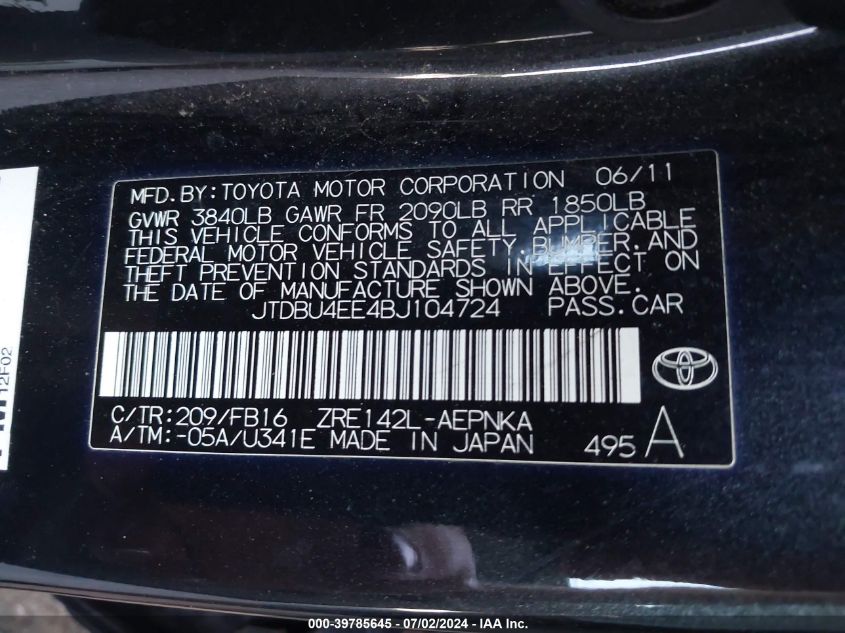 MFD.BY:TOYOTA MOTOR CORPORATION 06/11
GVWR 3840LB GAWR FR 2090LB RR 1850LB
THIS VEHICLE CONFORMS TO ALL APPLICABLE
FEDERAL MOTOR VEHICLE SAFETY,BUMPER,AND
THEFT PREVENTION STANDARDS IN EFFECT ON
THE DATE OF MANUFACTURE SHOWN ABOVE.
JTDBU4EE4BJ104724 PASS.CAR
C/TR:209/FB16 ZRE142L-AEPNKA
A/TM:-05A/U341E MADE IN JAPAN 495 A
12F02
000-39785645 / 07/02/2024 - IAA Inc.